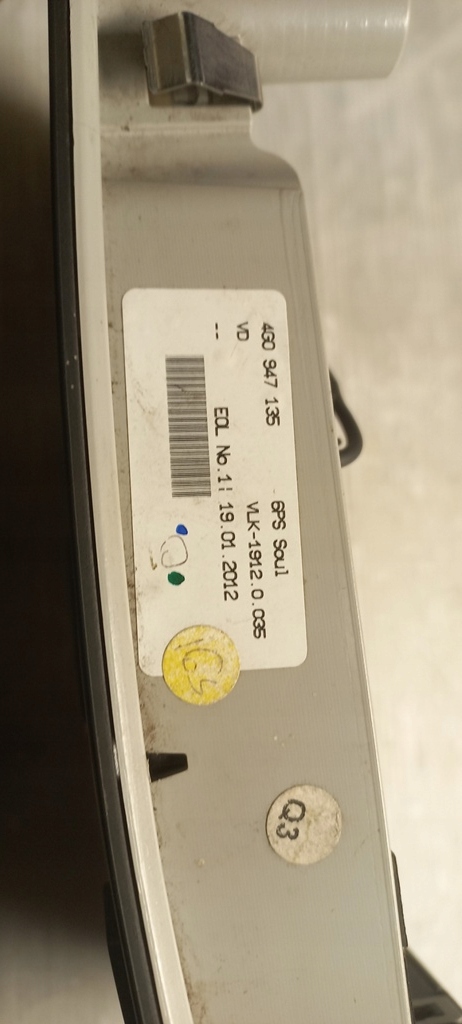 4G0 947 135
6PS Soul
VD
VLK-1912.0.035
--
EOL No.1| 19.01.2012
Q3